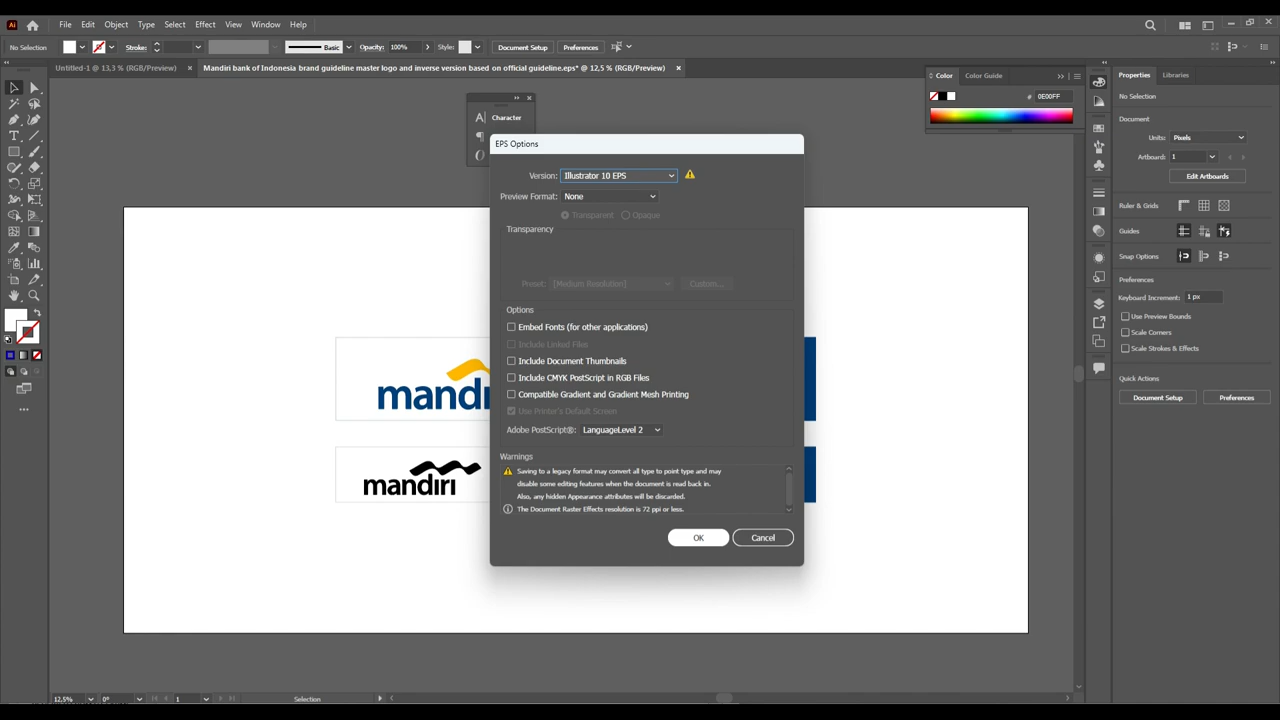 Ai
File Edit Object Type Select Effect View Window Help
No Selection Stroke: Basic Opacity: 100% Style: Document Setup Preferences
Untitled-1 @ 13,3 % (RGB/Preview) × Mandiri bank of Indonesia brand guideline master logo and inverse version based on official guideline.eps* @ 12,5 % (RGB/Preview) ×
Color Color Guide
# 0E00FF
Properties Libraries
No Selection
Document
Units: Pixels
Artboard: 1
Edit Artboards
Ruler & Grids
Guides
Snap Options
Preferences
Keyboard Increment: 1 px
Use Preview Bounds
Scale Corners
Scale Strokes & Effects
Quick Actions
Document Setup Preferences
Character
EPS Options
Version: Illustrator 10 EPS
Preview Format: None
Transparent Opaque
Transparency
Preset: [Medium Resolution] Custom...
Options
Embed Fonts (for other applications)
Include Linked Files
Include Document Thumbnails
Include CMYK PostScript in RGB Files
Compatible Gradient and Gradient Mesh Printing
Use Printer's Default Screen
Adobe PostScript®: LanguageLevel 2
Warnings
Saving to a legacy format may convert all type to point type and may
disable some editing features when the document is read back in.
Also, any hidden Appearance attributes will be discarded.
The Document Raster Effects resolution is 72 ppi or less.
OK Cancel
mandi
mandiri
12,5% 0° 1 Selection